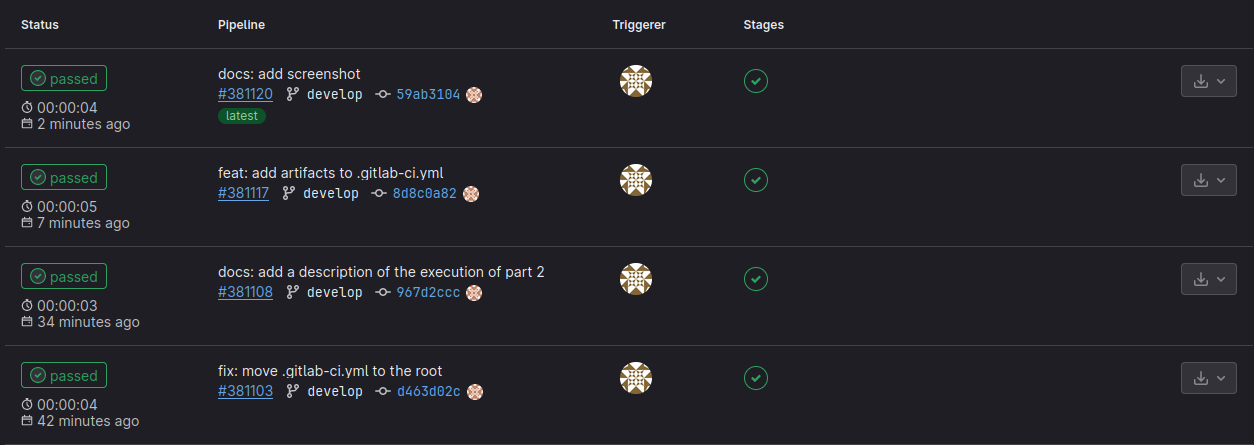 Status Pipeline Triggerer Stages
passed
00:00:04
2 minutes ago
docs: add screenshot
#381120 develop 59ab3104
latest
passed
00:00:05
7 minutes ago
feat: add artifacts to .gitlab-ci.yml
#381117 develop 8d8c0a82
passed
00:00:03
34 minutes ago
docs: add a description of the execution of part 2
#381108 develop 967d2ccc
passed
00:00:04
42 minutes ago
fix: move .gitlab-ci.yml to the root
#381103 develop d463d02c